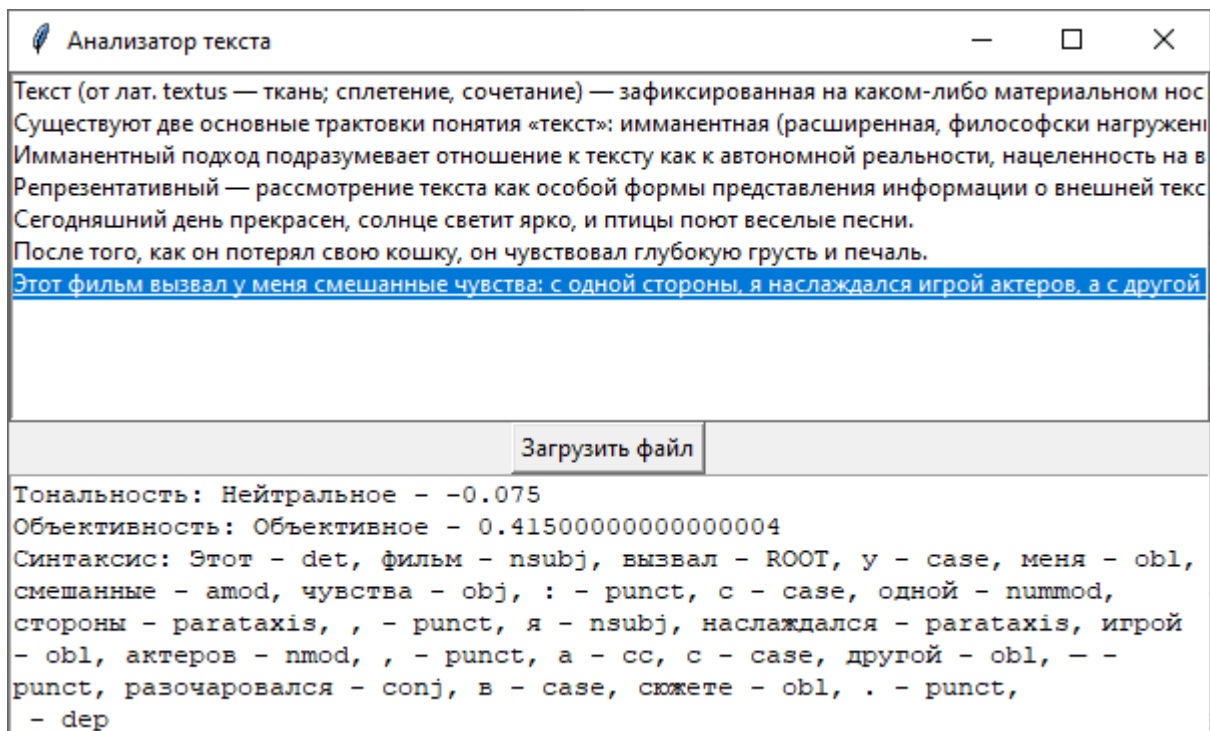 Анализатор текста
Текст (от лат. textus — ткань; сплетение, сочетание) — зафиксированная на каком-либо материальном нос
Существуют две основные трактовки понятия «текст»: имманентная (расширенная, философски нагружен
Имманентный подход подразумевает отношение к тексту как к автономной реальности, нацеленность на в
Репрезентативный — рассмотрение текста как особой формы представления информации о внешней текс
Сегодняшний день прекрасен, солнце светит ярко, и птицы поют веселые песни.
После того, как он потерял свою кошку, он чувствовал глубокую грусть и печаль.
Этот фильм вызвал у меня смешанные чувства: с одной стороны, я наслаждался игрой актеров, а с другой
Загрузить файл
Тональность: Нейтральное - -0.075
Объективность: Объективное - 0.41500000000000004
Синтаксис: Этот - det, фильм - nsubj, вызвал - ROOT, у - case, меня - obl,
смешанные - amod, чувства - obj, : - punct, с - case, одной - nummod,
стороны - parataxis, , - punct, я - nsubj, наслаждался - parataxis, игрой
- obl, актеров - nmod, , - punct, а - cc, с - case, другой - obl, — -
punct, разочаровался - conj, в - case, сюжете - obl, . - punct,
- dep